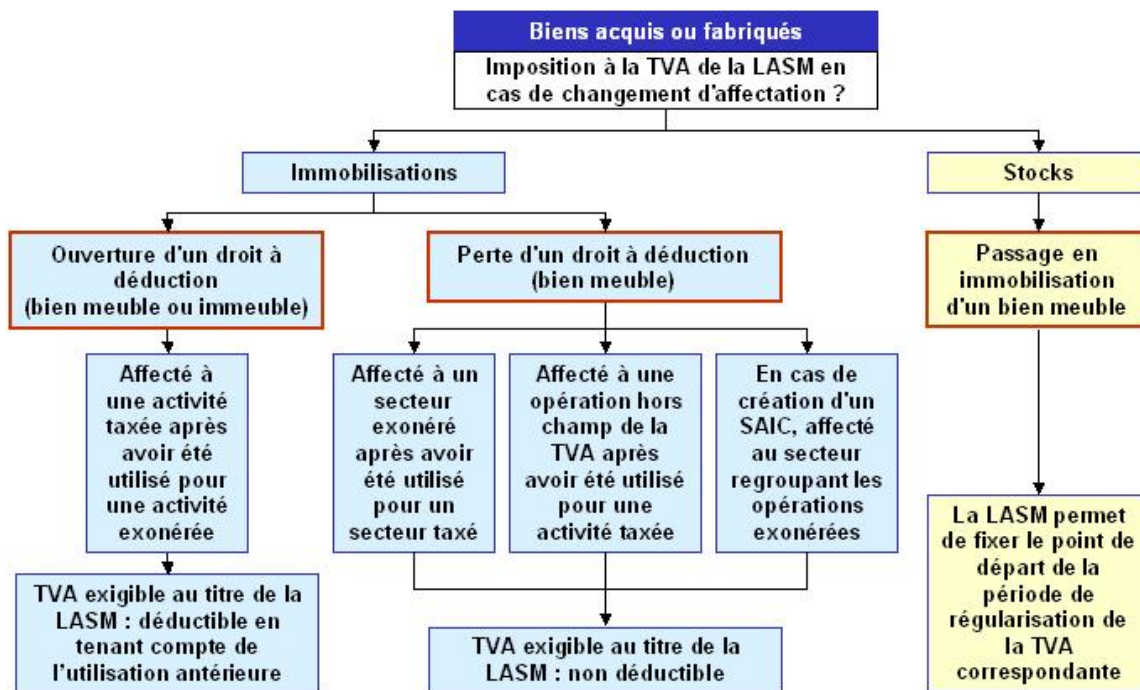 Biens acquis ou fabriqués
Imposition à la TVA de la LASM en
cas de changement d'affectation ?
Immobilisations
Stocks
Ouverture d'un droit à
déduction
(bien meuble ou immeuble)
Perte d'un droit à déduction
(bien meuble)
Passage en
immobilisation
d'un bien meuble
Affecté à
une activité
taxée après
avoir été
utilisé pour
une activité
exonérée
Affecté à un
secteur
exonéré
après avoir
été utilisé
pour un
secteur taxé
Affecté à une
opération hors
champ de la
TVA après
avoir été utilisé
pour une
activité taxée
En cas de
création d'un
SAIC, affecté
au secteur
regroupant les
opérations
exonérées
La LASM permet
de fixer le point de
départ de la
période de
régularisation de
la TVA
correspondante
TVA exigible au titre de la
LASM : déductible en
tenant compte de
l'utilisation antérieure
TVA exigible au titre de la
LASM : non déductible